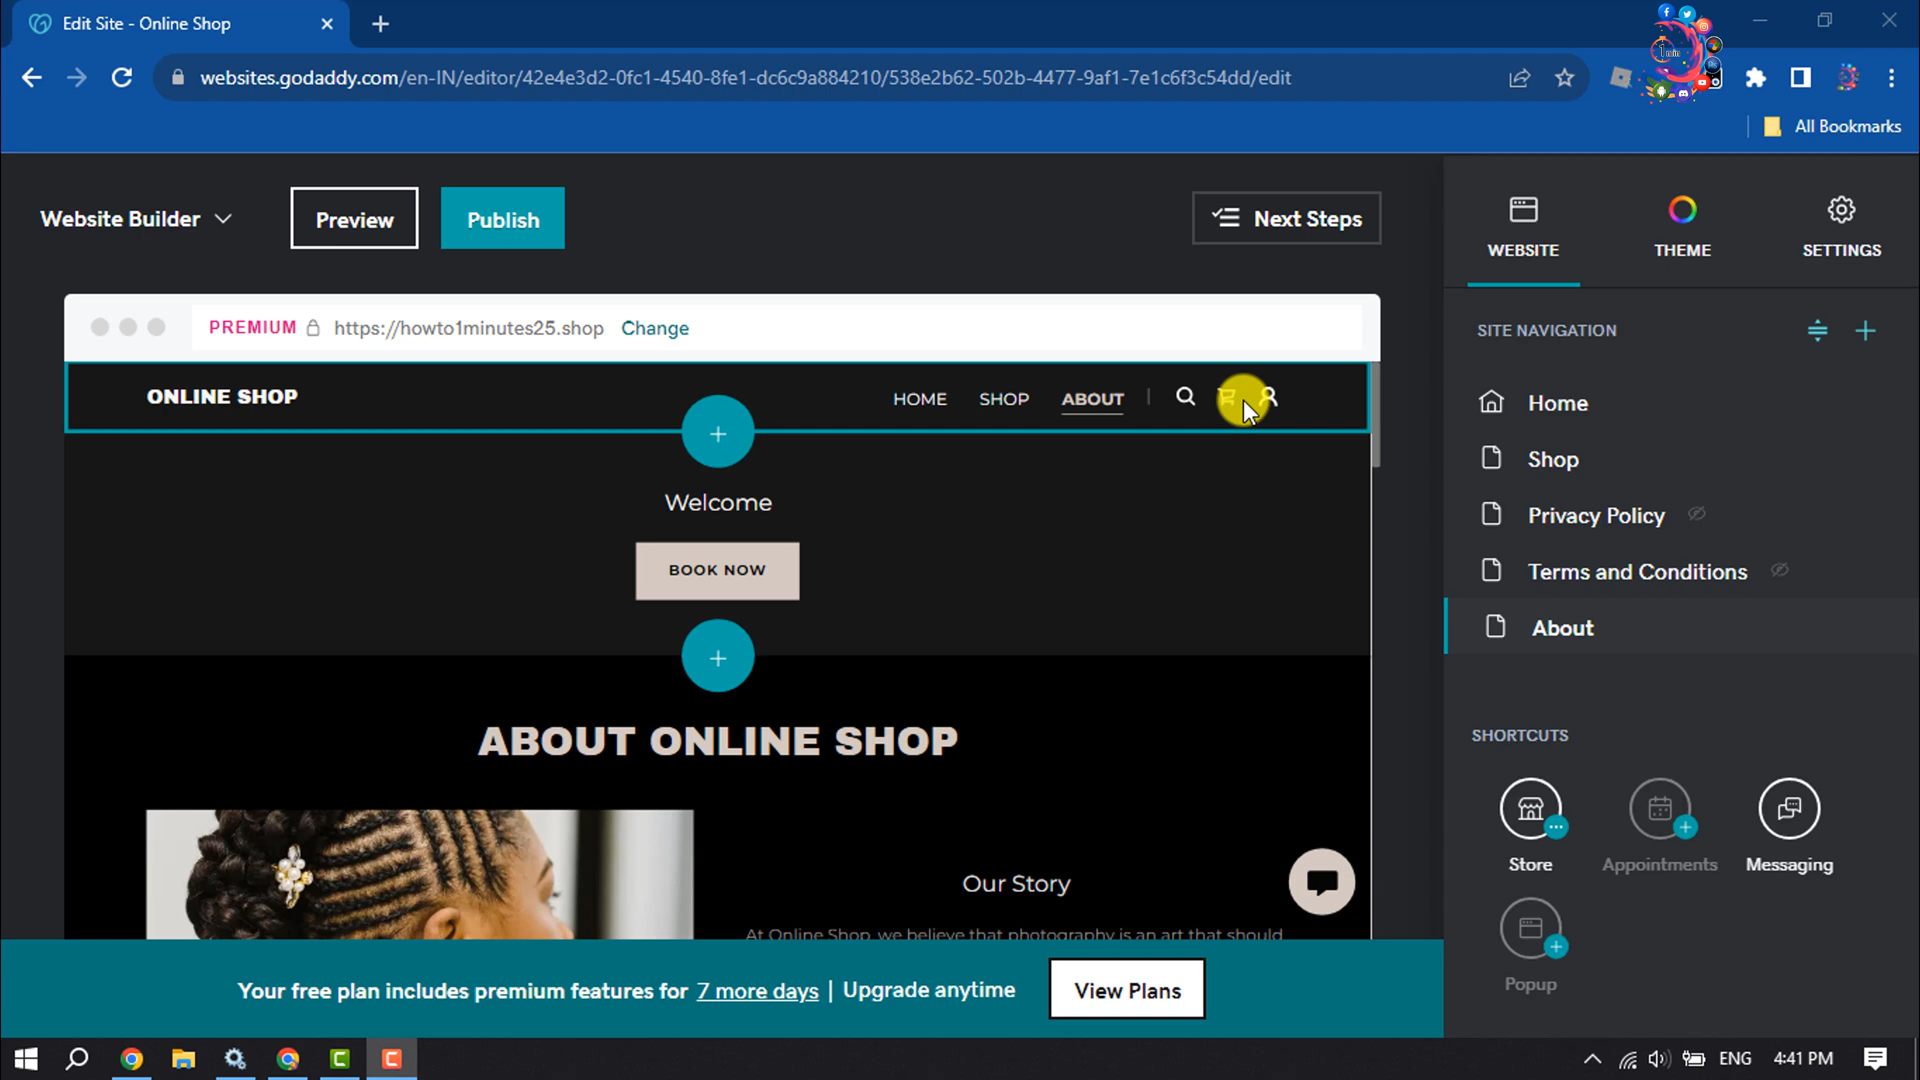 Edit Site - Online Shop
websites.godaddy.com/en-IN/editor/42e4e3d2-0fc1-4540-8fe1-dc6c9a884210/538e2b62-502b-4477-9af1-7e1c6f3c54dd/edit
1min
All Bookmarks
Website Builder
Preview
Publish
Next Steps
WEBSITE
THEME
SETTINGS
PREMIUM https://howto1minutes25.shop Change
SITE NAVIGATION
ONLINE SHOP
HOME SHOP ABOUT
Home
Shop
Privacy Policy
Terms and Conditions
About
Welcome
BOOK NOW
ABOUT ONLINE SHOP
Our Story
At Online Shop, we believe that photography is an art that should
SHORTCUTS
Store
Appointments
Messaging
Popup
Your free plan includes premium features for 7 more days | Upgrade anytime
View Plans
ENG
4:41 PM